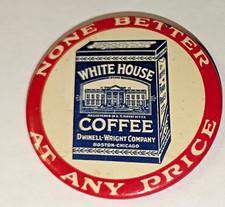 NONE BETTER
WHITE HOUSE
COFFEE
DWINELL-WRIGHT COMPANY
BOSTON-CHICAGO
AT ANY PRICE